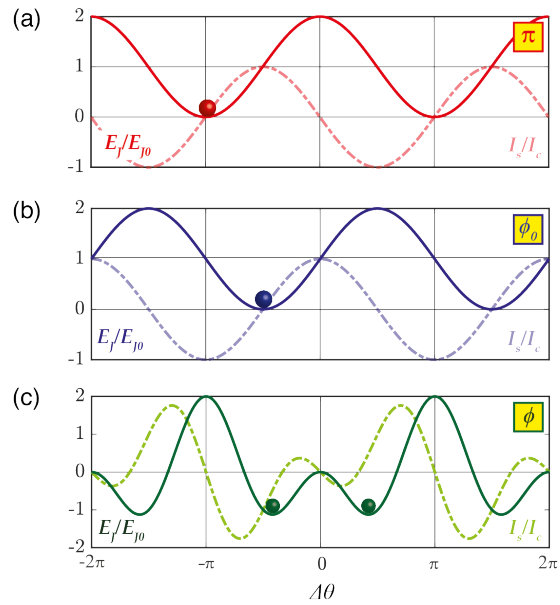 (a)
2
1
0
-1
π
E_J/E_J0
I_s/I_c
(b)
2
1
0
-1
ϕ_0
E_J/E_J0
I_s/I_c
(c)
2
1
0
-1
-2
ϕ
E_J/E_J0
I_s/I_c
-2π -π 0 π 2π
Δθ